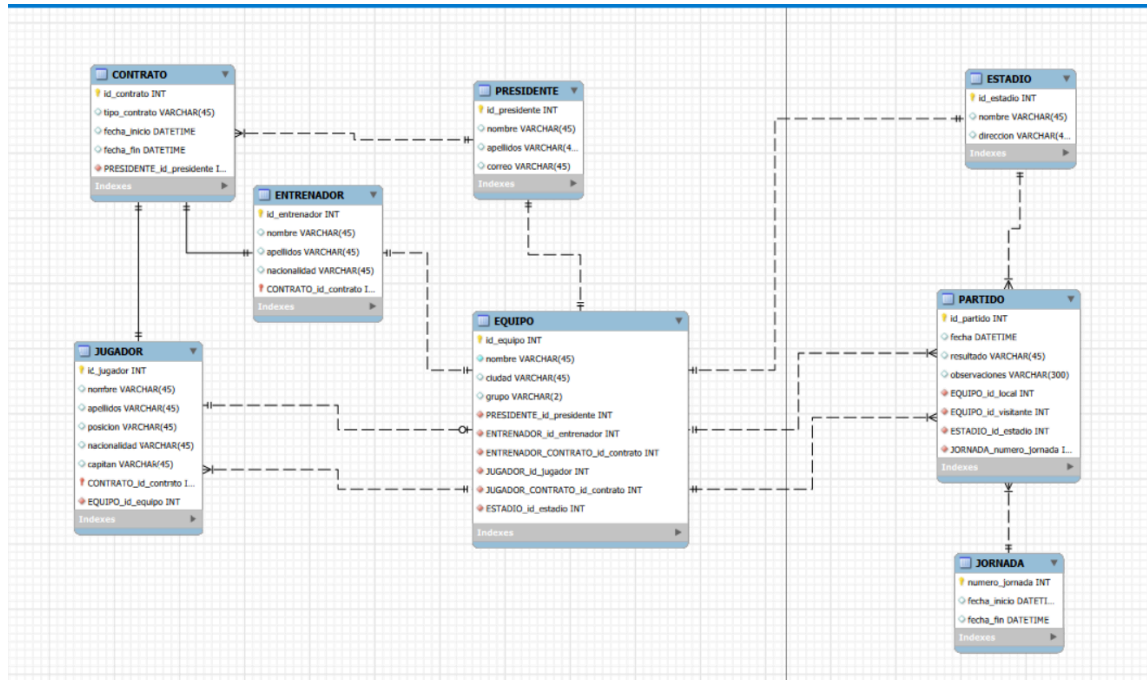 CONTRATO
id_contrato INT
tipo_contrato VARCHAR(45)
fecha_inicio DATETIME
fecha_fin DATETIME
PRESIDENTE_id_presidente I...
Indexes
PRESIDENTE
id_presidente INT
nombre VARCHAR(45)
apellidos VARCHAR(4...
correo VARCHAR(45)
Indexes
ESTADIO
id_estadio INT
nombre VARCHAR(45)
direccion VARCHAR(4...
Indexes
ENTRENADOR
id_entrenador INT
nombre VARCHAR(45)
apellidos VARCHAR(45)
nacionalidad VARCHAR(45)
CONTRATO_id_contrato I...
Indexes
JUGADOR
id_jugador INT
nombre VARCHAR(45)
apellidos VARCHAR(45)
posicion VARCHAR(45)
nacionalidad VARCHAR(45)
capitan VARCHAR(45)
CONTRATO_id_contrato I...
EQUIPO_id_equipo INT
Indexes
EQUIPO
id_equipo INT
nombre VARCHAR(45)
ciudad VARCHAR(45)
grupo VARCHAR(2)
PRESIDENTE_id_presidente INT
ENTRENADOR_id_entrenador INT
ENTRENADOR_CONTRATO_id_contrato INT
JUGADOR_id_jugador INT
JUGADOR_CONTRATO_id_contrato INT
ESTADIO_id_estadio INT
Indexes
PARTIDO
id_partido INT
fecha DATETIME
resultado VARCHAR(45)
observaciones VARCHAR(300)
EQUIPO_id_local INT
EQUIPO_id_visitante INT
ESTADIO_id_estadio INT
JORNADA_numero_jornada I...
Indexes
JORNADA
numero_jornada INT
fecha_inicio DATETI...
fecha_fin DATETIME
Indexes